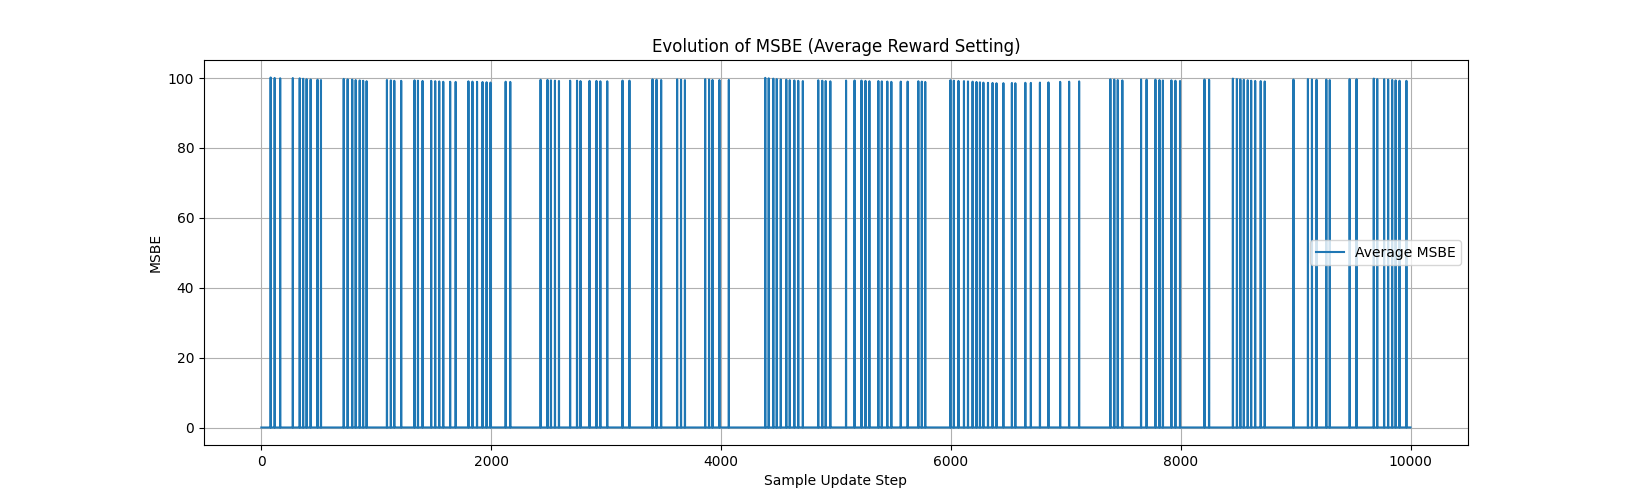 Evolution of MSBE (Average Reward Setting)
MSBE
100
80
60
40
20
0
0 2000 4000 6000 8000 10000
Sample Update Step
Average MSBE